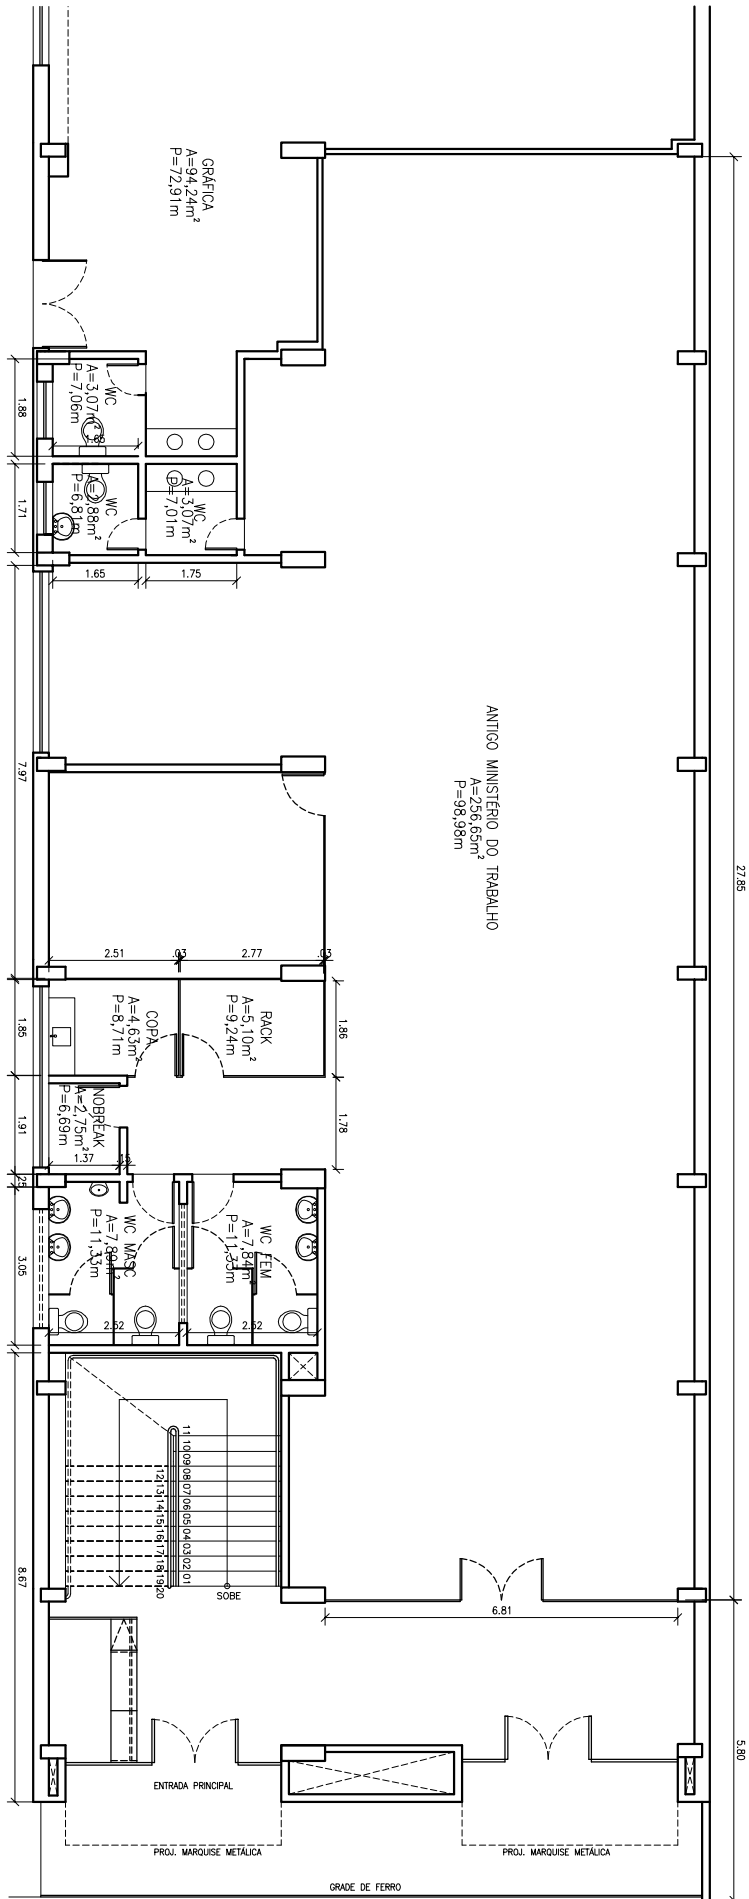 GRÁFICA
A=94,24m²
P=72,91m
WC
A=3,07m²
P=7,06m
1.88
WC
A=2,88m²
P=6,81m
1.71
WC
A=3,07m²
P=7,01m
1.65
1.75
7.97
ANTIGO MINISTÉRIO DO TRABALHO
A=256,65m²
P=98,98m
27.85
2.51
.03
2.77
.03
COPA
A=4,63m²
P=8,71m
RACK
A=5,10m²
P=9,24m
1.85
1.86
NOBREAK
A=2,75m²
P=6,69m
1.91
1.78
1.37
.15
.25
WC MASC
A=7,89m²
P=11,33m
WC FEM
A=7,84m²
P=11,33m
3.05
2.52
2.52
11
10
09
08
07
06
05
04
03
02
01
12
13
14
15
16
17
18
19
20
SOBE
8.67
6.81
5.80
ENTRADA PRINCIPAL
PROJ. MARQUISE METÁLICA
PROJ. MARQUISE METÁLICA
GRADE DE FERRO